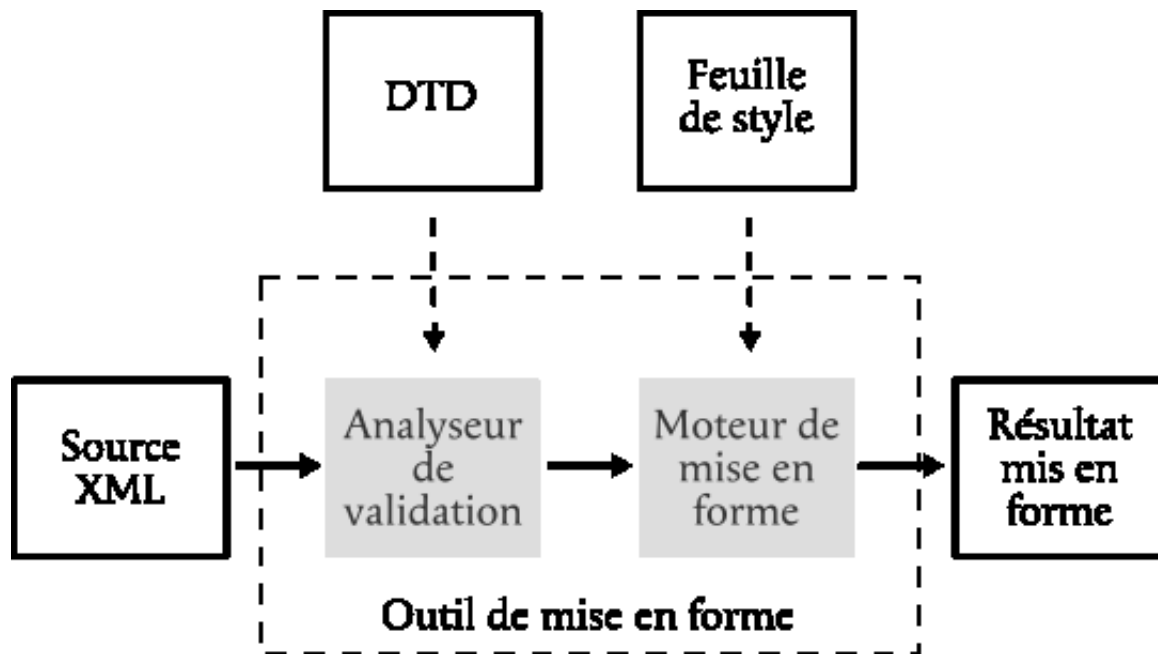 DTD
Feuille
de style
Source
XML
Analyseur
de
validation
Moteur de
mise en
forme
Résultat
mis en
forme
Outil de mise en forme